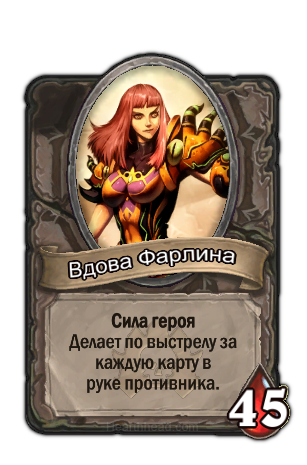 Вдова Фарлина
Сила героя
Делает по выстрелу за
каждую карту в
руке противника.
45